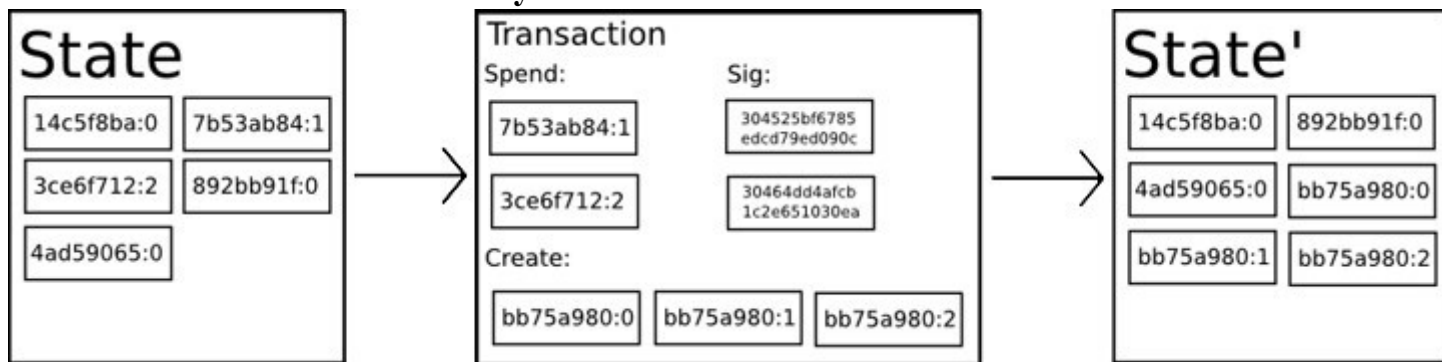 State
14c5f8ba:0 7b53ab84:1
3ce6f712:2 892bb91f:0
4ad59065:0
Transaction
Spend: Sig:
7b53ab84:1 304525bf6785
edcd79ed090c
3ce6f712:2 30464dd4afcb
1c2e651030ea
Create:
bb75a980:0 bb75a980:1 bb75a980:2
State'
14c5f8ba:0 892bb91f:0
4ad59065:0 bb75a980:0
bb75a980:1 bb75a980:2